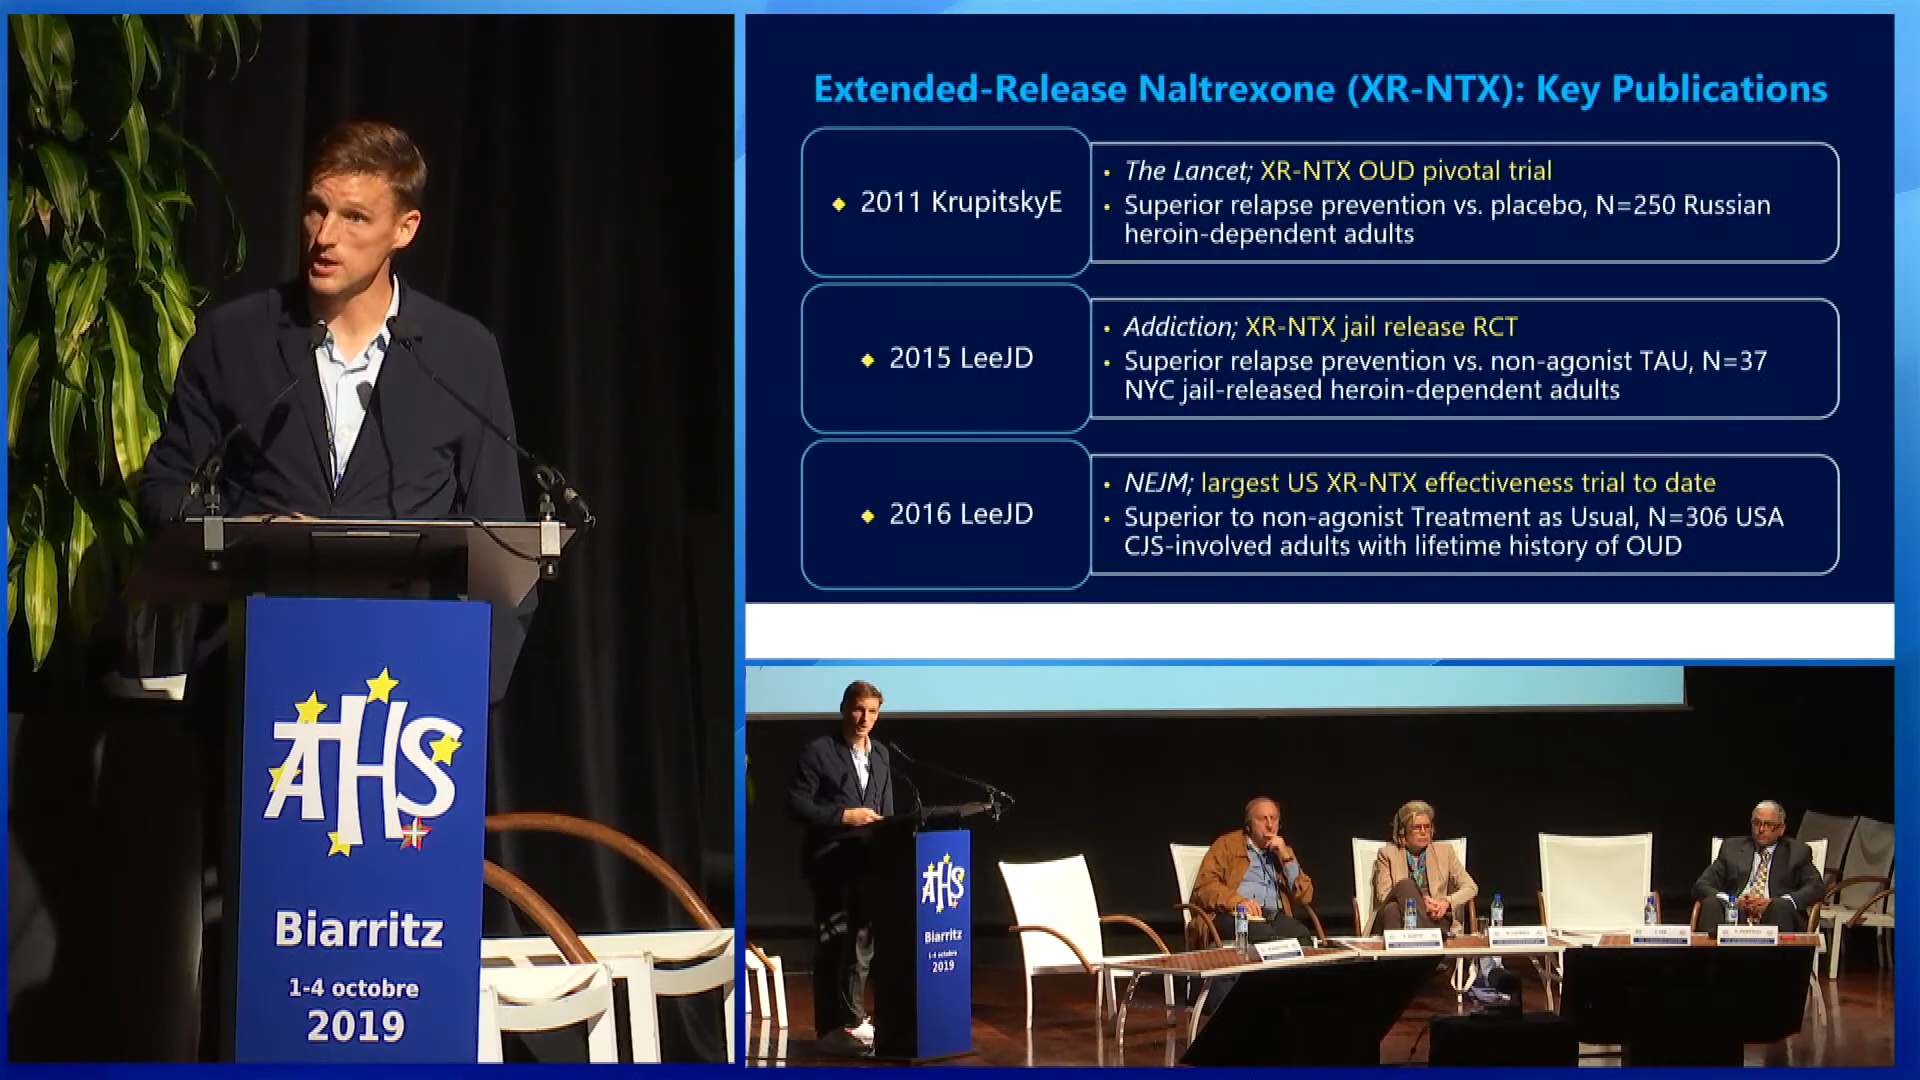 Extended-Release Naltrexone (XR-NTX): Key Publications
2011 KrupitskyE
The Lancet; XR-NTX OUD pivotal trial
Superior relapse prevention vs. placebo, N=250 Russian
heroin-dependent adults
2015 LeeJD
Addiction; XR-NTX jail release RCT
Superior relapse prevention vs. non-agonist TAU, N=37
NYC jail-released heroin-dependent adults
2016 LeeJD
NEJM; largest US XR-NTX effectiveness trial to date
Superior to non-agonist Treatment as Usual, N=306 USA
CJS-involved adults with lifetime history of OUD
AHS
Biarritz
1-4 octobre
2019
AHS
Biarritz
1-4 octobre
2019